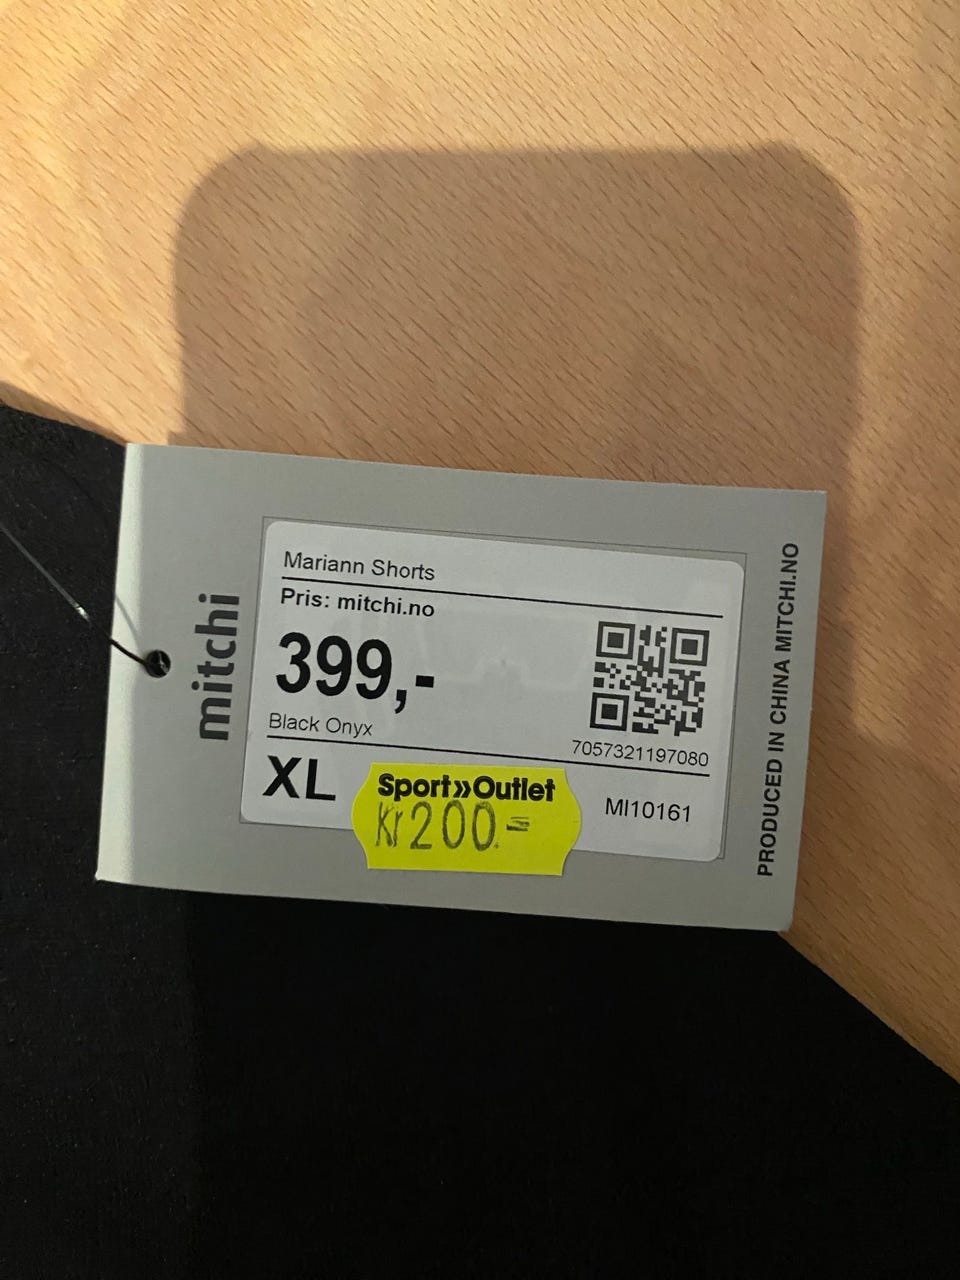 mitchi
Mariann Shorts
Pris: mitchi.no
399,-
Black Onyx
7057321197080
XL
MI10161
Sport»Outlet
Kr 200.=
PRODUCED IN CHINA MITCHI.NO